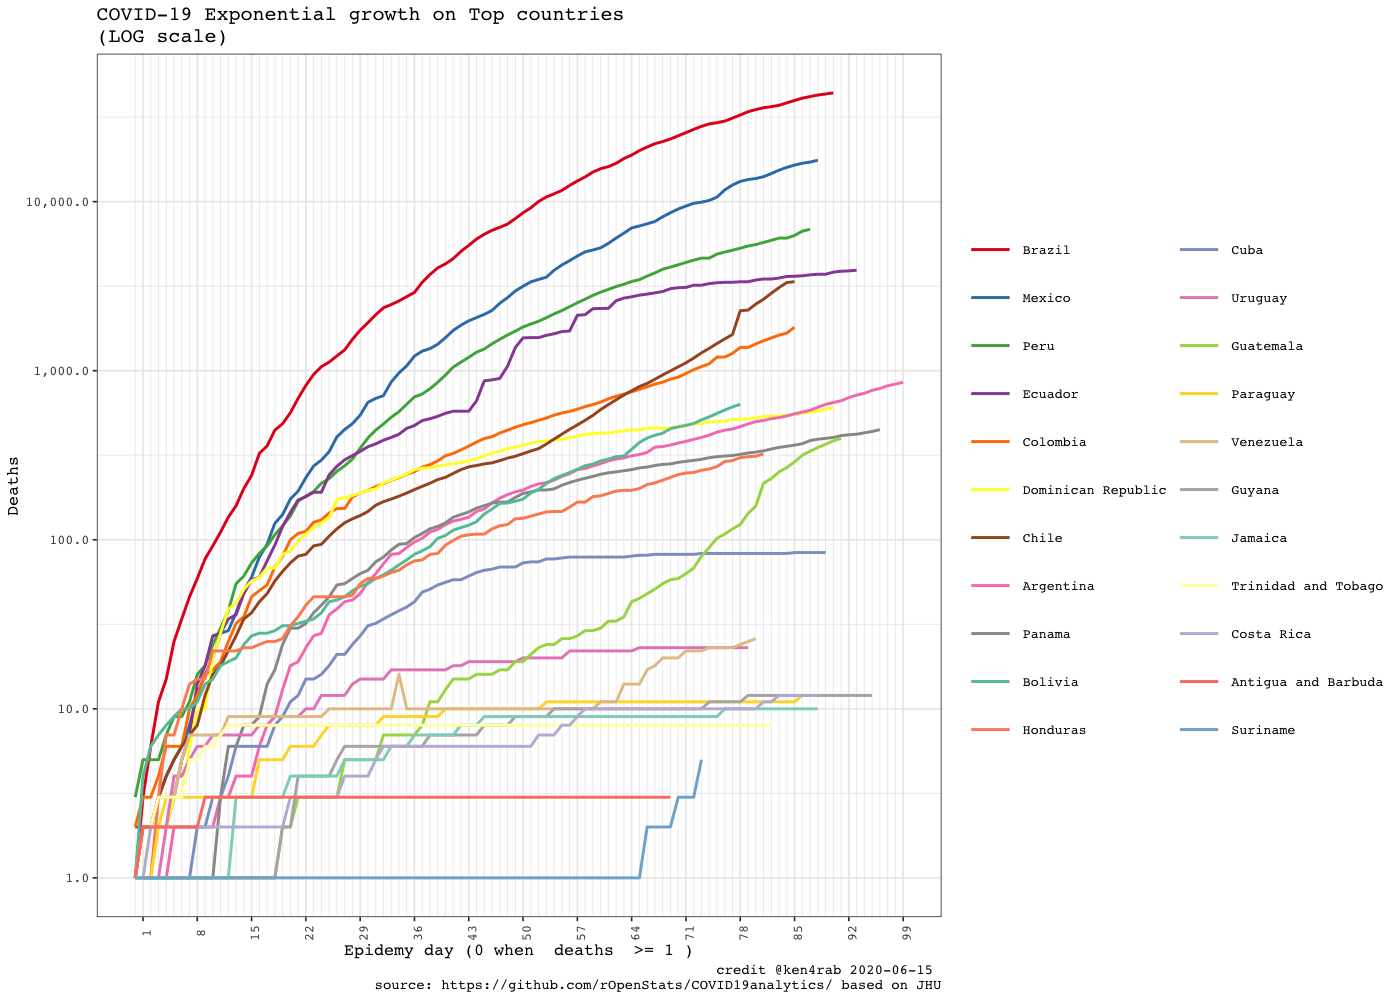 COVID-19 Exponential growth on Top countries
(LOG scale)
Deaths
10,000.0
1,000.0
100.0
10.0
1.0
1 8 15 22 29 36 43 50 57 64 71 78 85 92 99
Epidemy day (0 when  deaths  >= 1 )
Brazil
Mexico
Peru
Ecuador
Colombia
Dominican Republic
Chile
Argentina
Panama
Bolivia
Honduras
Cuba
Uruguay
Guatemala
Paraguay
Venezuela
Guyana
Jamaica
Trinidad and Tobago
Costa Rica
Antigua and Barbuda
Suriname
credit @ken4rab 2020-06-15
source: https://github.com/rOpenStats/COVID19analytics/ based on JHU